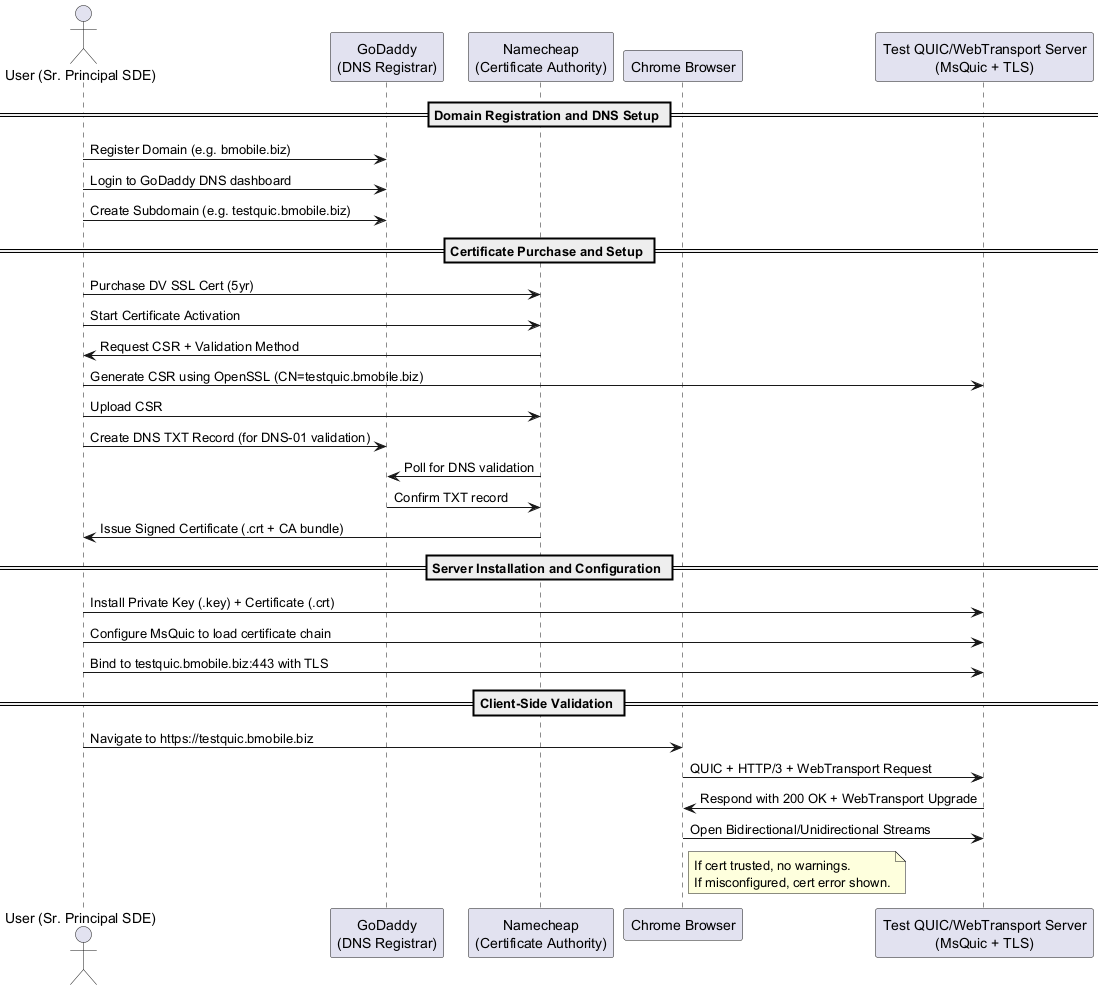 User (Sr. Principal SDE)
GoDaddy
(DNS Registrar)
Namecheap
(Certificate Authority)
Chrome Browser
Test QUIC/WebTransport Server
(MsQuic + TLS)
Domain Registration and DNS Setup
Register Domain (e.g. bmobile.biz)
Login to GoDaddy DNS dashboard
Create Subdomain (e.g. testquic.bmobile.biz)
Certificate Purchase and Setup
Purchase DV SSL Cert (5yr)
Start Certificate Activation
Request CSR + Validation Method
Generate CSR using OpenSSL (CN=testquic.bmobile.biz)
Upload CSR
Create DNS TXT Record (for DNS-01 validation)
Poll for DNS validation
Confirm TXT record
Issue Signed Certificate (.crt + CA bundle)
Server Installation and Configuration
Install Private Key (.key) + Certificate (.crt)
Configure MsQuic to load certificate chain
Bind to testquic.bmobile.biz:443 with TLS
Client-Side Validation
Navigate to https://testquic.bmobile.biz
QUIC + HTTP/3 + WebTransport Request
Respond with 200 OK + WebTransport Upgrade
Open Bidirectional/Unidirectional Streams
If cert trusted, no warnings.
If misconfigured, cert error shown.
User (Sr. Principal SDE)
GoDaddy
(DNS Registrar)
Namecheap
(Certificate Authority)
Chrome Browser
Test QUIC/WebTransport Server
(MsQuic + TLS)